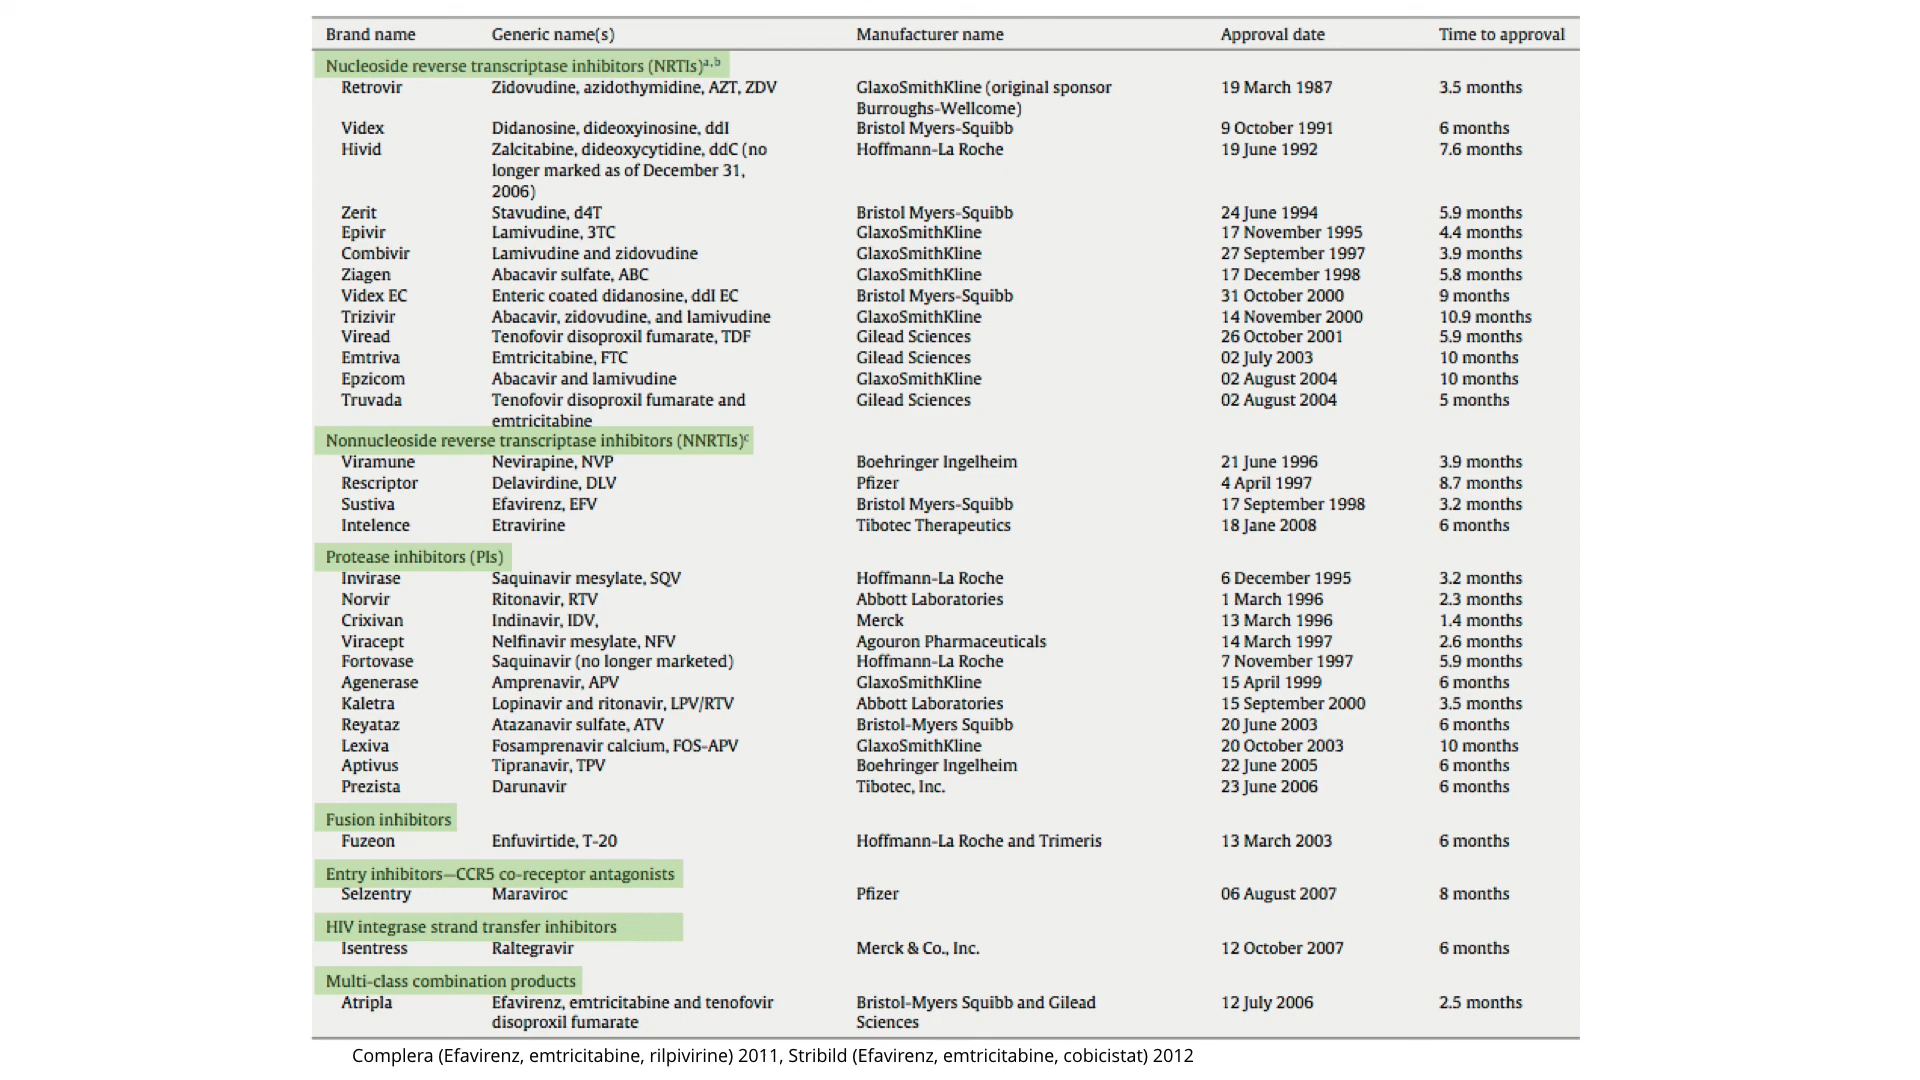 Brand name Generic name(s) Manufacturer name Approval date Time to approval
Nucleoside reverse transcriptase inhibitors (NRTIs)a,b
Retrovir Zidovudine, azidothymidine, AZT, ZDV GlaxoSmithKline (original sponsor 19 March 1987 3.5 months
Burroughs-Wellcome)
Videx Didanosine, dideoxyinosine, ddI Bristol Myers-Squibb 9 October 1991 6 months
Hivid Zalcitabine, dideoxycytidine, ddC (no Hoffmann-La Roche 19 June 1992 7.6 months
longer marked as of December 31,
2006)
Zerit Stavudine, d4T Bristol Myers-Squibb 24 June 1994 5.9 months
Epivir Lamivudine, 3TC GlaxoSmithKline 17 November 1995 4.4 months
Combivir Lamivudine and zidovudine GlaxoSmithKline 27 September 1997 3.9 months
Ziagen Abacavir sulfate, ABC GlaxoSmithKline 17 December 1998 5.8 months
Videx EC Enteric coated didanosine, ddI EC Bristol Myers-Squibb 31 October 2000 9 months
Trizivir Abacavir, zidovudine, and lamivudine GlaxoSmithKline 14 November 2000 10.9 months
Viread Tenofovir disoproxil fumarate, TDF Gilead Sciences 26 October 2001 5.9 months
Emtriva Emtricitabine, FTC Gilead Sciences 02 July 2003 10 months
Epzicom Abacavir and lamivudine GlaxoSmithKline 02 August 2004 10 months
Truvada Tenofovir disoproxil fumarate and Gilead Sciences 02 August 2004 5 months
emtricitabine
Nonnucleoside reverse transcriptase inhibitors (NNRTIs)c
Viramune Nevirapine, NVP Boehringer Ingelheim 21 June 1996 3.9 months
Rescriptor Delavirdine, DLV Pfizer 4 April 1997 8.7 months
Sustiva Efavirenz, EFV Bristol Myers-Squibb 17 September 1998 3.2 months
Intelence Etravirine Tibotec Therapeutics 18 Jane 2008 6 months
Protease inhibitors (PIs)
Invirase Saquinavir mesylate, SQV Hoffmann-La Roche 6 December 1995 3.2 months
Norvir Ritonavir, RTV Abbott Laboratories 1 March 1996 2.3 months
Crixivan Indinavir, IDV, Merck 13 March 1996 1.4 months
Viracept Nelfinavir mesylate, NFV Agouron Pharmaceuticals 14 March 1997 2.6 months
Fortovase Saquinavir (no longer marketed) Hoffmann-La Roche 7 November 1997 5.9 months
Agenerase Amprenavir, APV GlaxoSmithKline 15 April 1999 6 months
Kaletra Lopinavir and ritonavir, LPV/RTV Abbott Laboratories 15 September 2000 3.5 months
Reyataz Atazanavir sulfate, ATV Bristol-Myers Squibb 20 June 2003 6 months
Lexiva Fosamprenavir calcium, FOS-APV GlaxoSmithKline 20 October 2003 10 months
Aptivus Tipranavir, TPV Boehringer Ingelheim 22 June 2005 6 months
Prezista Darunavir Tibotec, Inc. 23 June 2006 6 months
Fusion inhibitors
Fuzeon Enfuvirtide, T-20 Hoffmann-La Roche and Trimeris 13 March 2003 6 months
Entry inhibitors—CCR5 co-receptor antagonists
Selzentry Maraviroc Pfizer 06 August 2007 8 months
HIV integrase strand transfer inhibitors
Isentress Raltegravir Merck & Co., Inc. 12 October 2007 6 months
Multi-class combination products
Atripla Efavirenz, emtricitabine and tenofovir Bristol-Myers Squibb and Gilead 12 July 2006 2.5 months
disoproxil fumarate Sciences
Complera (Efavirenz, emtricitabine, rilpivirine) 2011, Stribild (Efavirenz, emtricitabine, cobicistat) 2012